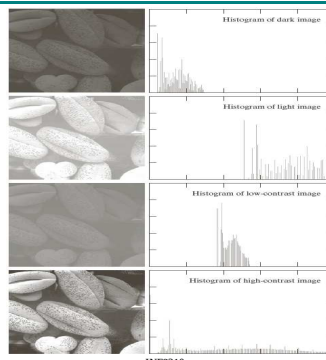 Histogram of dark image
Histogram of light image
Histogram of low-contrast image
Histogram of high-contrast image